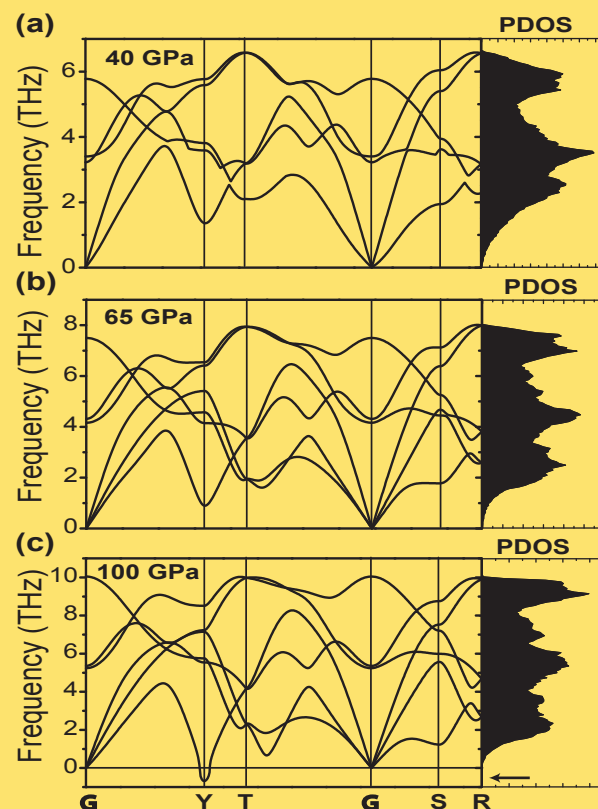 (a)
PDOS
40 GPa
Frequency (THz)
6
4
2
0
(b)
PDOS
65 GPa
Frequency (THz)
8
6
4
2
0
(c)
PDOS
100 GPa
Frequency (THz)
10
8
6
4
2
0
G Y T G S R